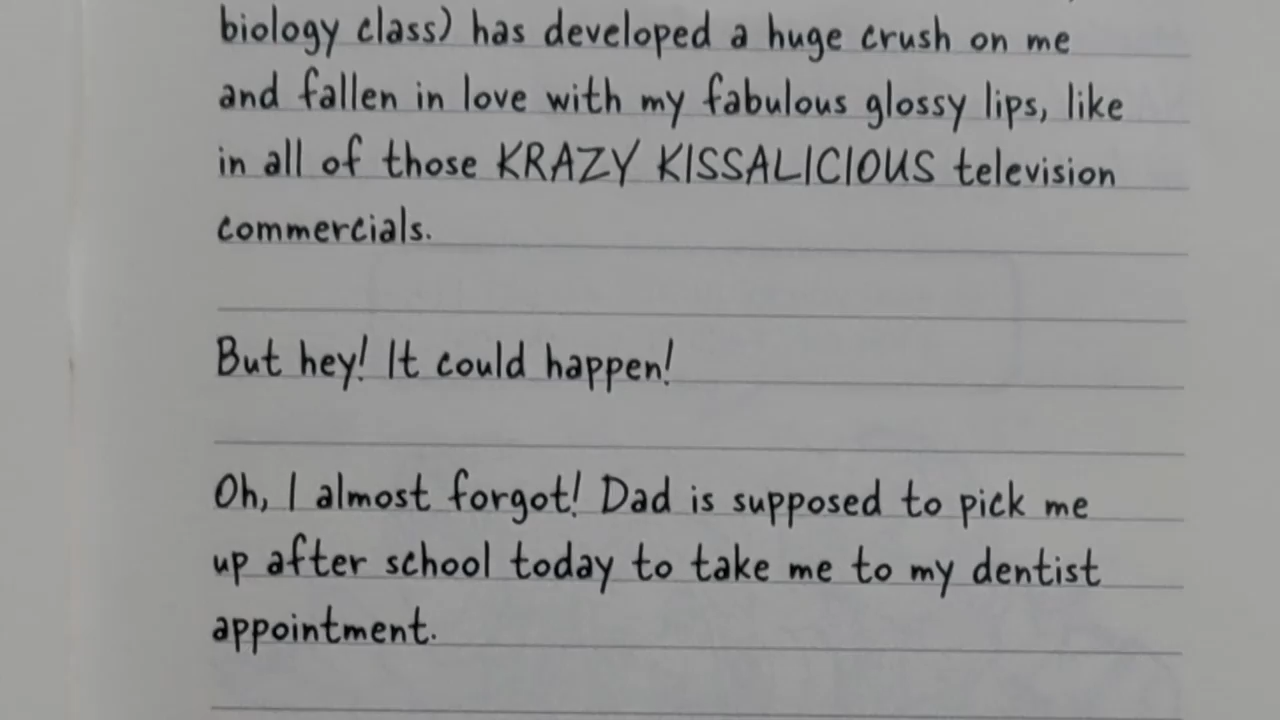 biology class) has developed a huge crush on me
and fallen in love with my fabulous glossy lips, like
in all of those KRAZY KISSALICIOUS television
commercials.
But hey! It could happen!
Oh, I almost forgot! Dad is supposed to pick me
up after school today to take me to my dentist
appointment.